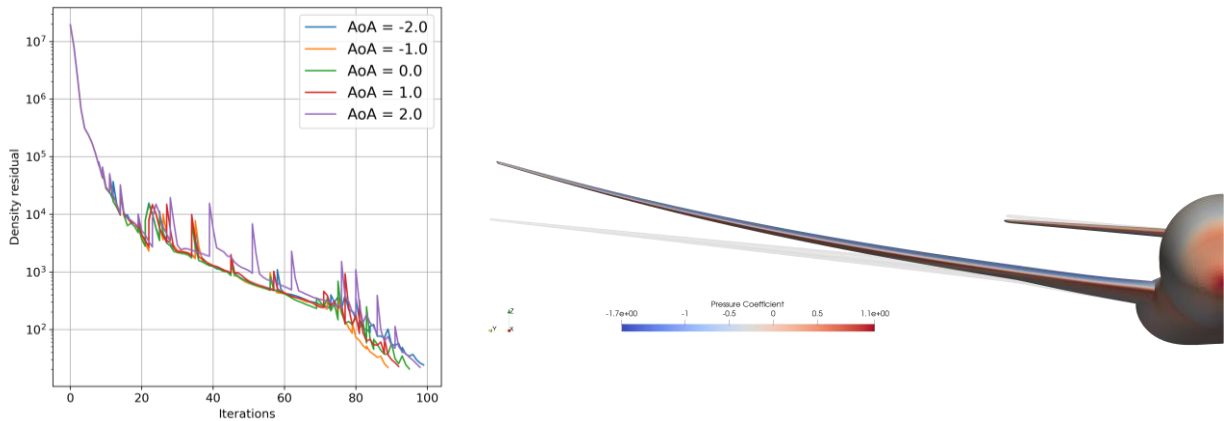 Density residual
10⁷
10⁶
10⁵
10⁴
10³
10²
AoA = -2.0
AoA = -1.0
AoA = 0.0
AoA = 1.0
AoA = 2.0
0 20 40 60 80 100
Iterations
Pressure Coefficient
-1.7e+00 -1 -0.5 0 0.5 1.1e+00
Z
Y X